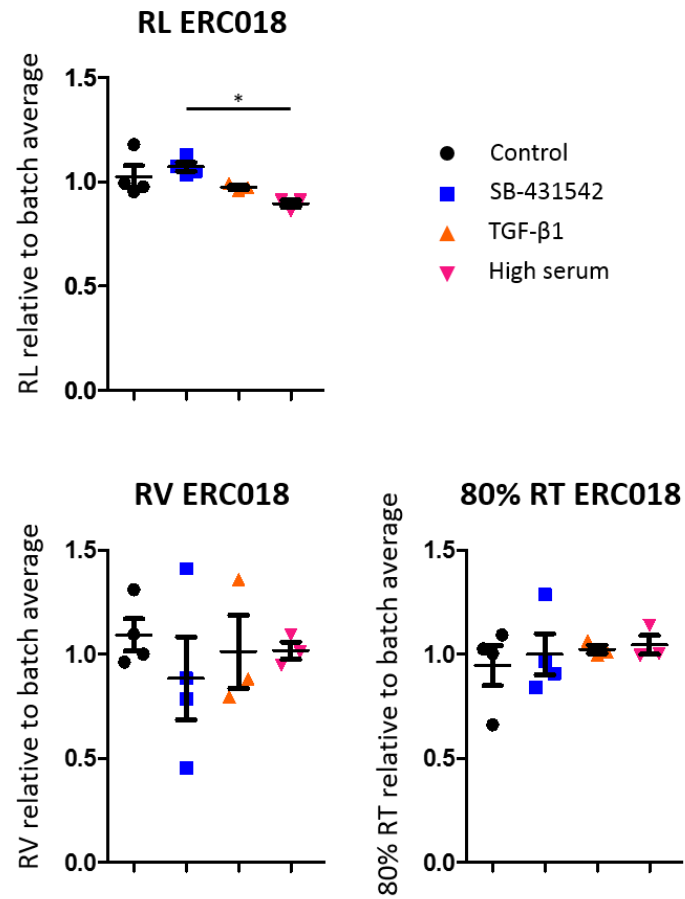 RL ERC018
RL relative to batch average
1.5
1.0
0.5
0.0
*
Control
SB-431542
TGF-β1
High serum
RV ERC018
RV relative to batch average
1.5
1.0
0.5
0.0
80% RT ERC018
80% RT relative to batch average
1.5
1.0
0.5
0.0